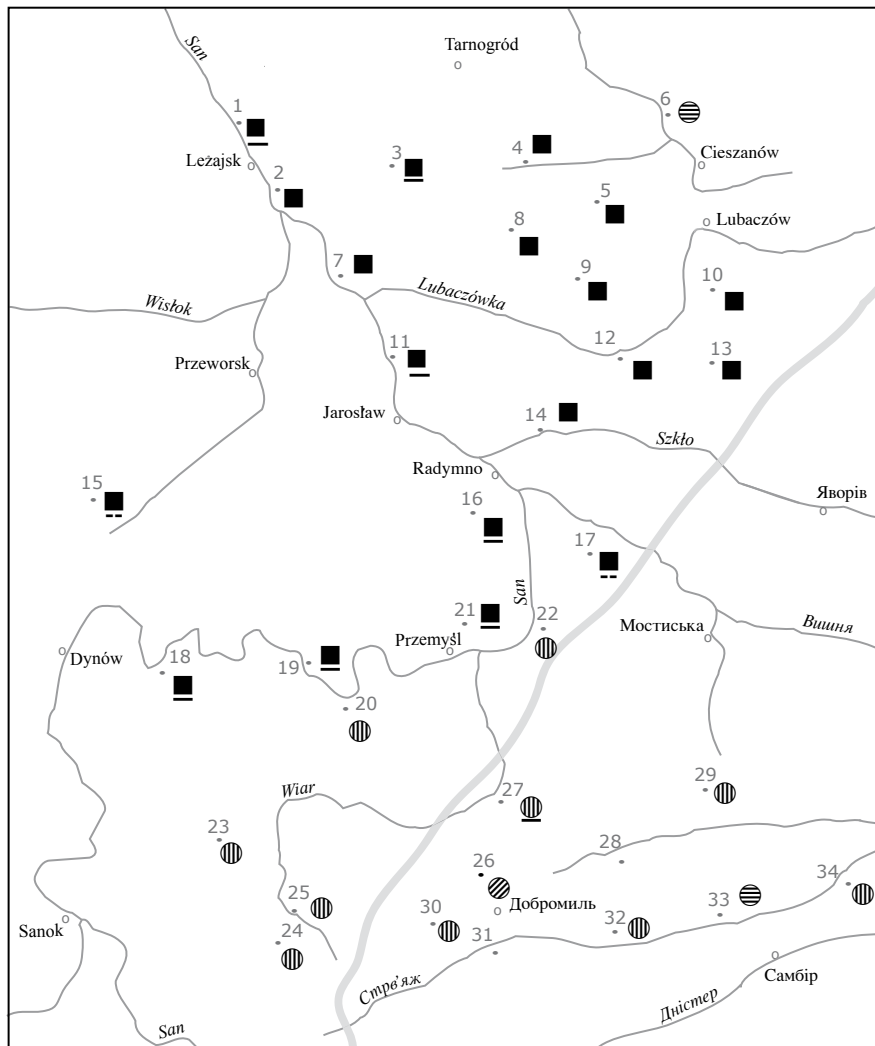 San
Tarnogród
1
6
Leżajsk
3
4
Cieszanów
2
5
8
Lubaczów
7
9
10
Lubaczówka
Wisłok
11
12
13
Przeworsk
Jarosław
14
Szkło
Radymno
15
Яворів
16
17
San
21
22
Мостиська
Вишня
Przemyśl
Dynów
18
19
20
Wiar
27
29
23
28
26
34
25
Добромиль
33
Sanok
24
30
32
31
Самбір
Стрв’яж
Дністер
San